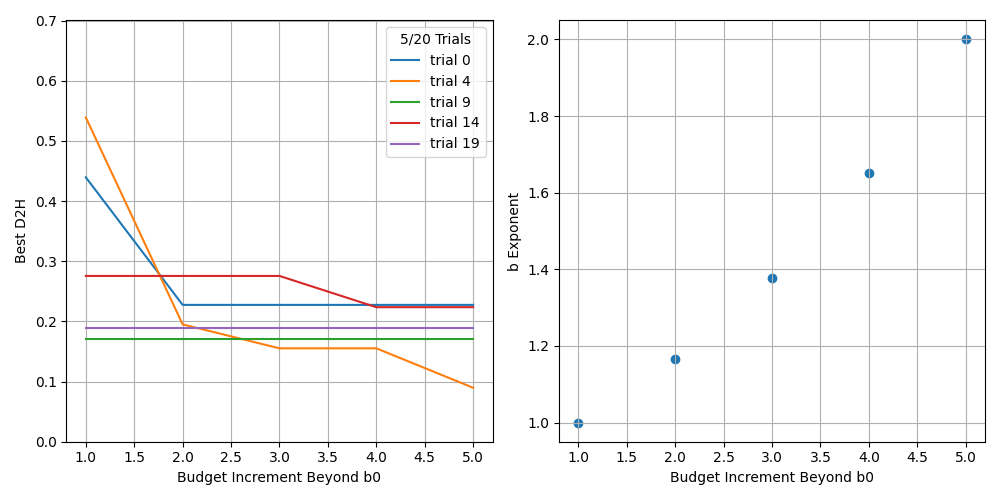 0.7
0.6
0.5
0.4
0.3
0.2
0.1
0.0
Best D2H
5/20 Trials
trial 0
trial 4
trial 9
trial 14
trial 19
1.0 1.5 2.0 2.5 3.0 3.5 4.0 4.5 5.0
Budget Increment Beyond b0
2.0
1.8
1.6
1.4
1.2
1.0
b Exponent
1.0 1.5 2.0 2.5 3.0 3.5 4.0 4.5 5.0
Budget Increment Beyond b0